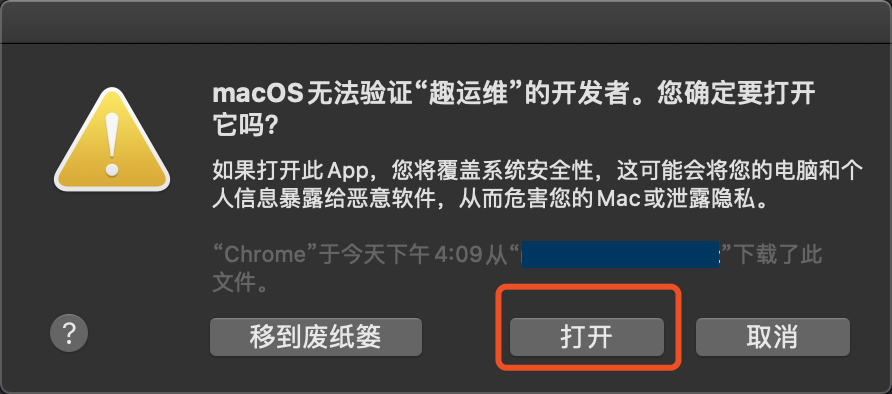 macOS无法验证“趣运维”的开发者。您确定要打开
它吗？
如果打开此App，您将覆盖系统安全性，这可能会将您的电脑和个
人信息暴露给恶意软件，从而危害您的Mac或泄露隐私。
“Chrome”于今天下午4:09从“ ”下载了此
文件。
? 移到废纸篓 打开 取消